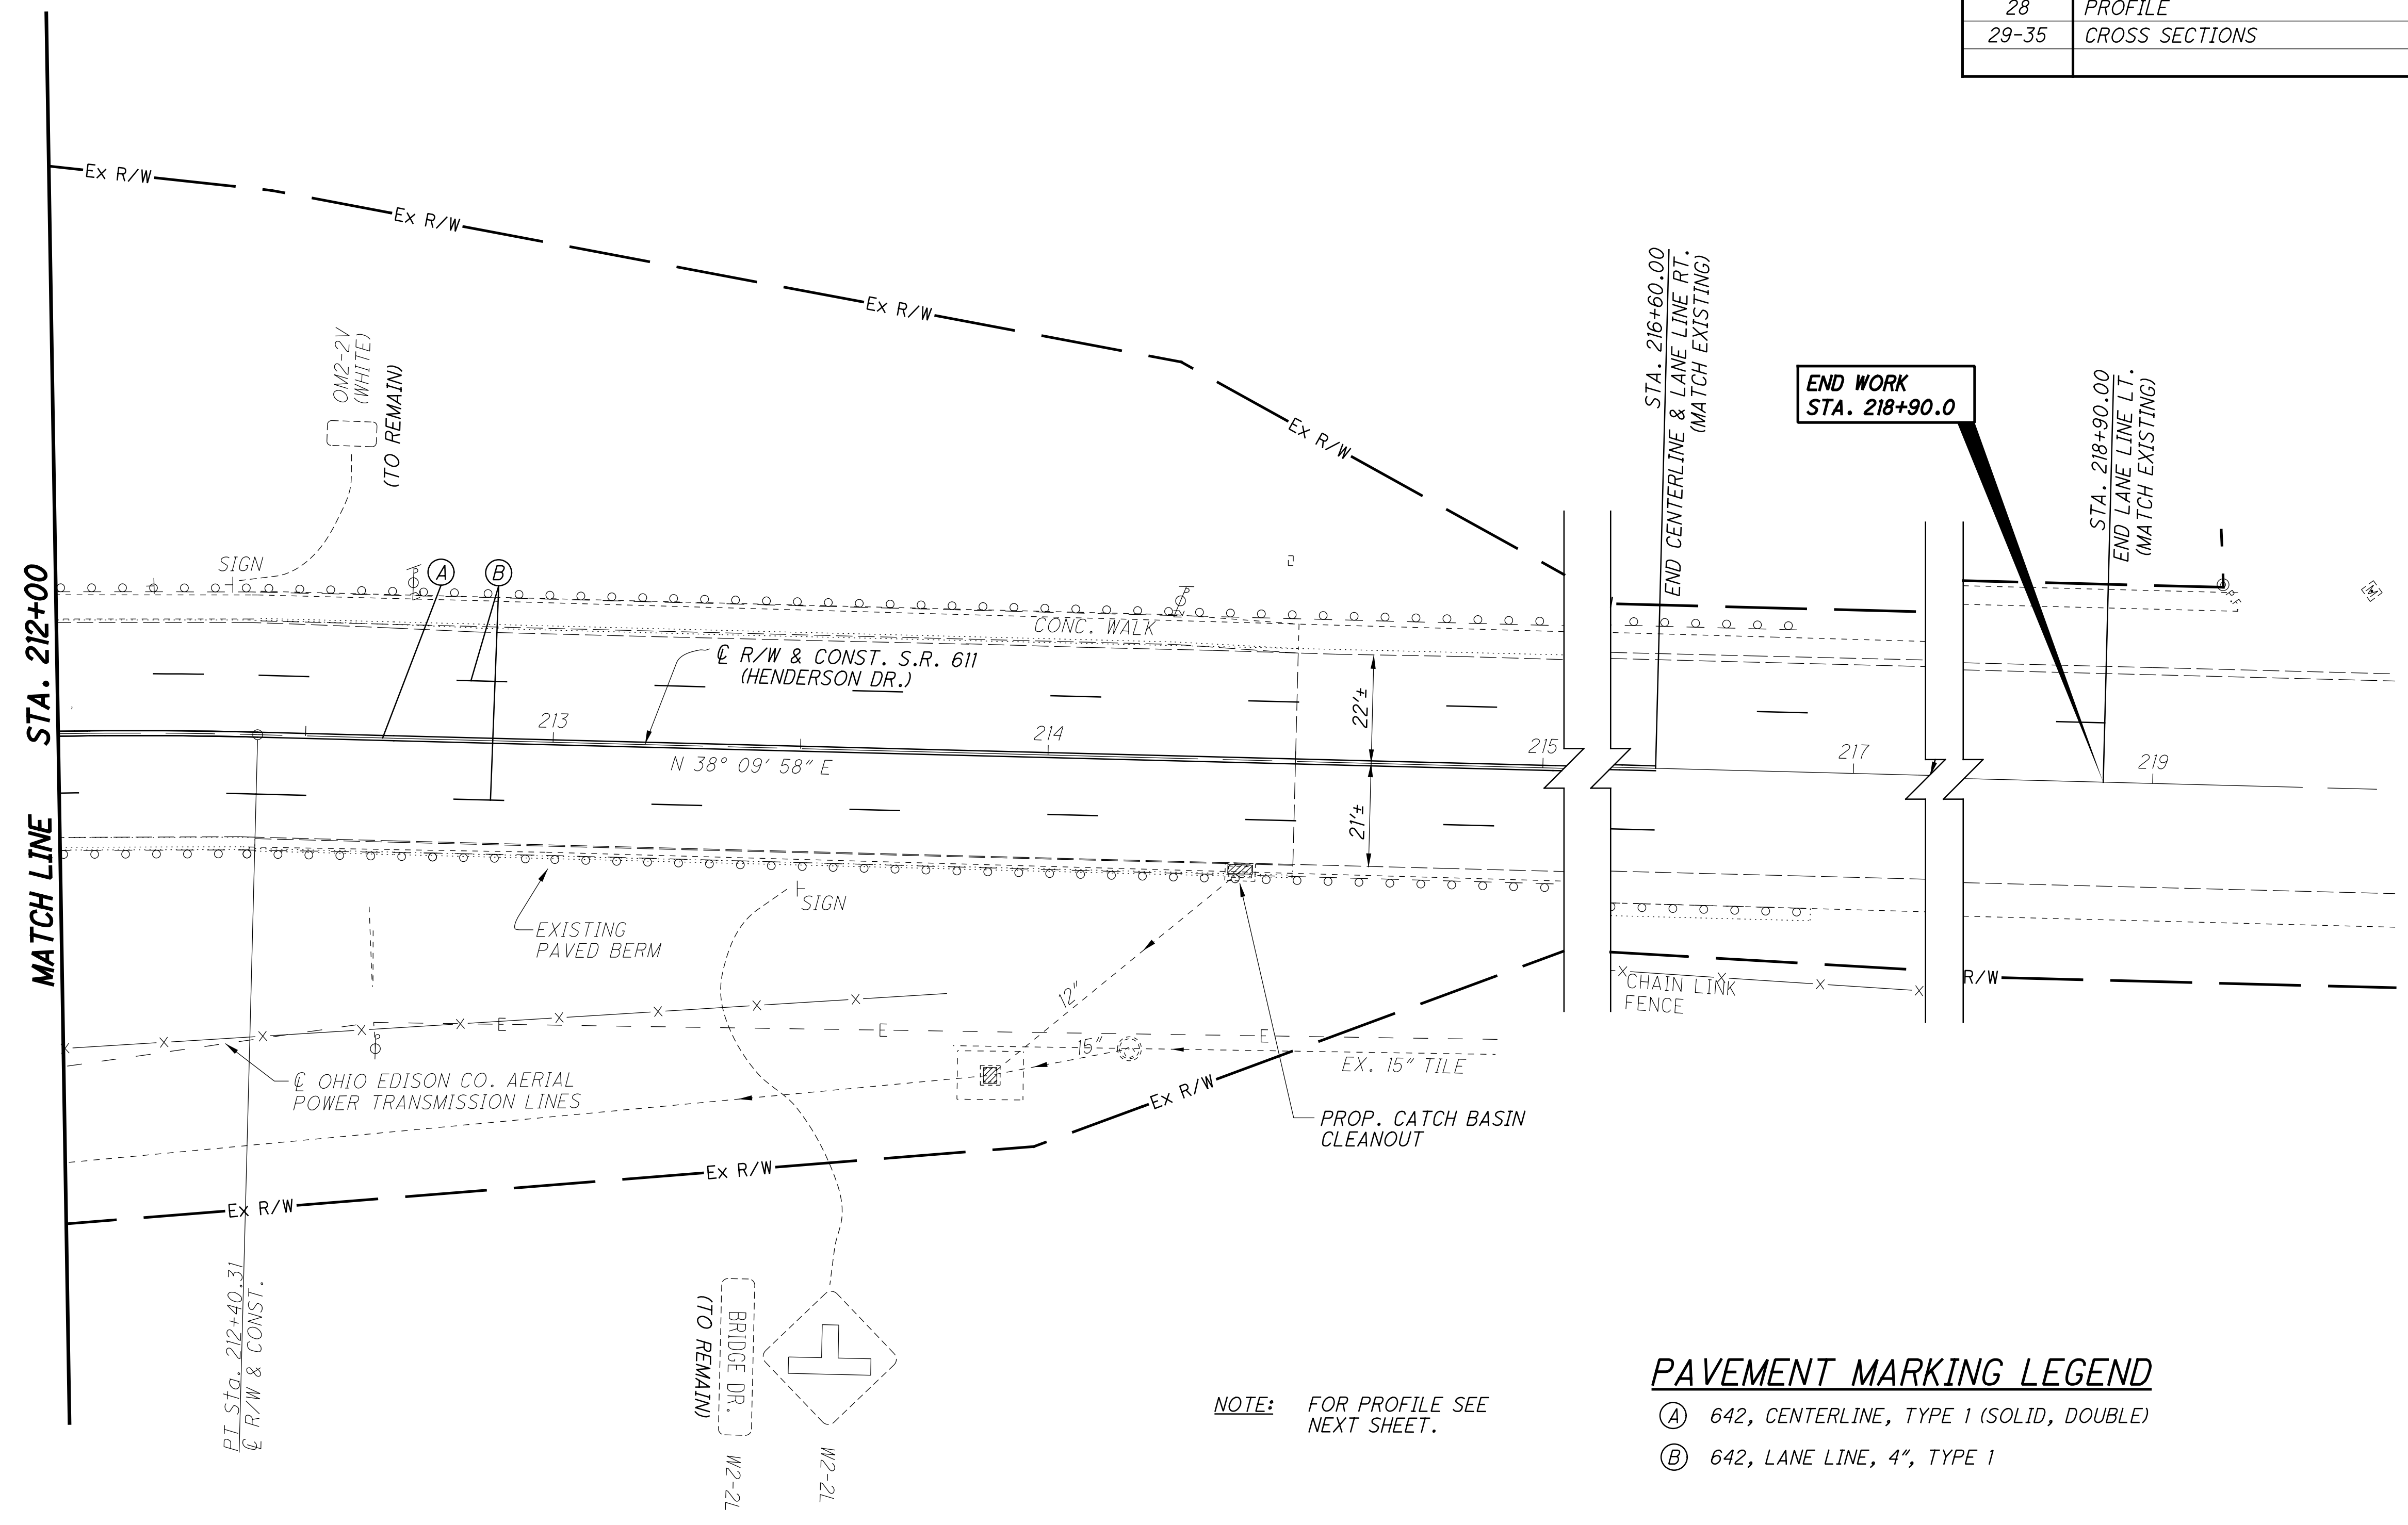 28 PROFILE
29-35 CROSS SECTIONS
Ex R/W
Ex R/W
Ex R/W
Ex R/W
OM2-2V
(WHITE)
(TO REMAIN)
STA. 216+60.00
END CENTERLINE & LANE LINE RT.
(MATCH EXISTING)
END WORK
STA. 218+90.0
STA. 218+90.00
END LANE LINE LT.
(MATCH EXISTING)
SIGN
A
B
P
P
P.F.
M
CONC. WALK
℄ R/W & CONST. S.R. 611
(HENDERSON DR.)
22'±
213
214
215
217
219
N 38° 09' 58" E
21'±
MATCH LINE STA. 212+00
SIGN
EXISTING
PAVED BERM
12"
CHAIN LINK
FENCE
R/W
X X X X
X X X X X X X X X
E E E
P
15"
EX. 15" TILE
℄ OHIO EDISON CO. AERIAL
POWER TRANSMISSION LINES
Ex R/W
PROP. CATCH BASIN
CLEANOUT
Ex R/W
Ex R/W
PT Sta. 212+40.31
℄ R/W & CONST.
(TO REMAIN)
BRIDGE DR.
W2-2L
W2-2L
NOTE: FOR PROFILE SEE
NEXT SHEET.
PAVEMENT MARKING LEGEND
A 642, CENTERLINE, TYPE 1 (SOLID, DOUBLE)
B 642, LANE LINE, 4", TYPE 1